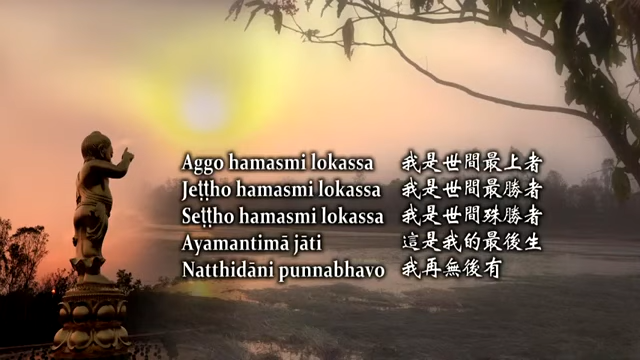 Aggo hamasmi lokassa 我是世間最上者
Jeṭṭho hamasmi lokassa 我是世間最勝者
Seṭṭho hamasmi lokassa 我是世間殊勝者
Ayamantimā jāti 這是我的最後生
Natthidāni punnabhavo 我再無後有